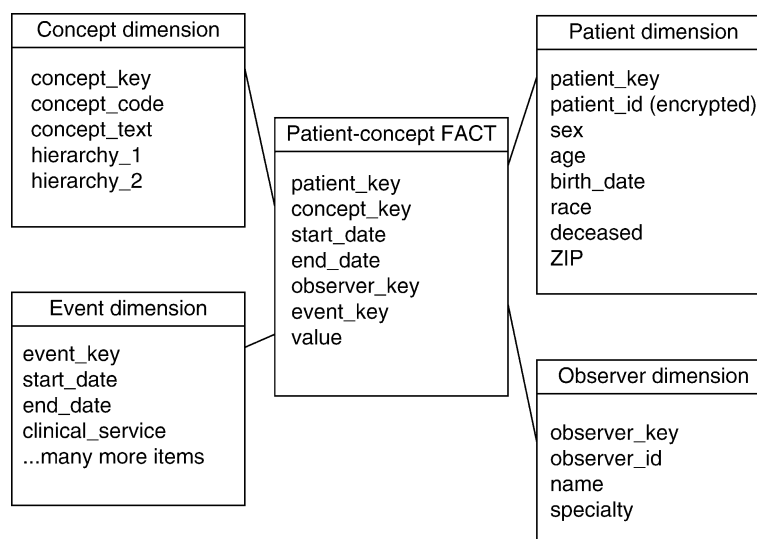 Concept dimension
concept_key
concept_code
concept_text
hierarchy_1
hierarchy_2
Patient-concept FACT
patient_key
concept_key
start_date
end_date
observer_key
event_key
value
Patient dimension
patient_key
patient_id (encrypted)
sex
age
birth_date
race
deceased
ZIP
Event dimension
event_key
start_date
end_date
clinical_service
...many more items
Observer dimension
observer_key
observer_id
name
specialty